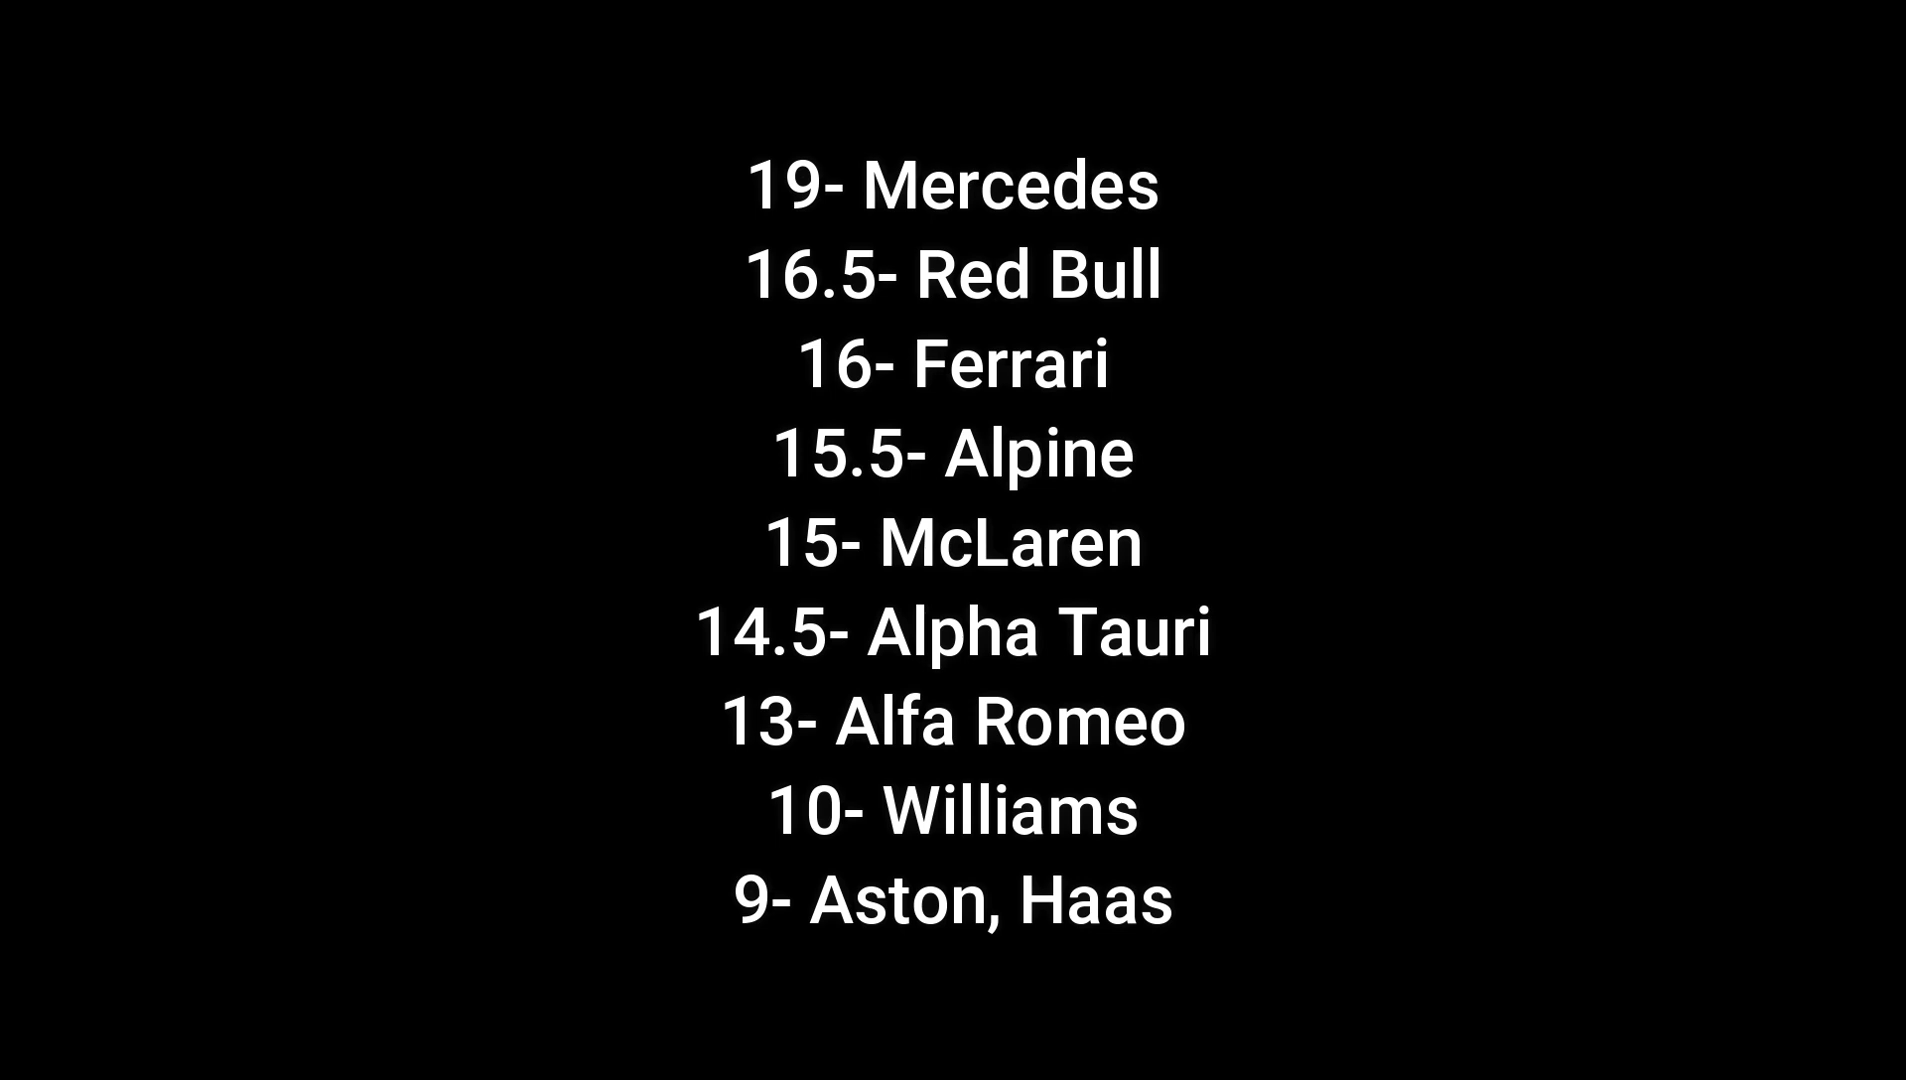 19- Mercedes
16.5- Red Bull
16- Ferrari
15.5- Alpine
15- McLaren
14.5- Alpha Tauri
13- Alfa Romeo
10- Williams
9- Aston, Haas